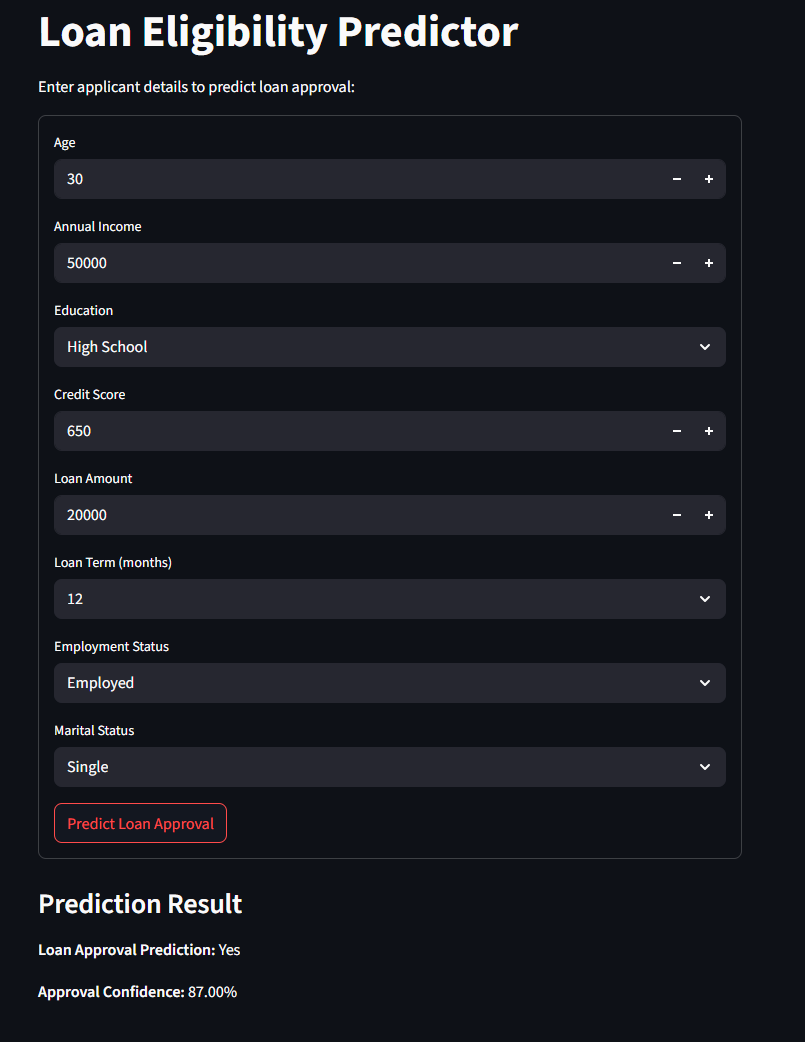 Loan Eligibility Predictor
Enter applicant details to predict loan approval:
Age
30
Annual Income
50000
Education
High School
Credit Score
650
Loan Amount
20000
Loan Term (months)
12
Employment Status
Employed
Marital Status
Single
Predict Loan Approval
Prediction Result
Loan Approval Prediction: Yes
Approval Confidence: 87.00%